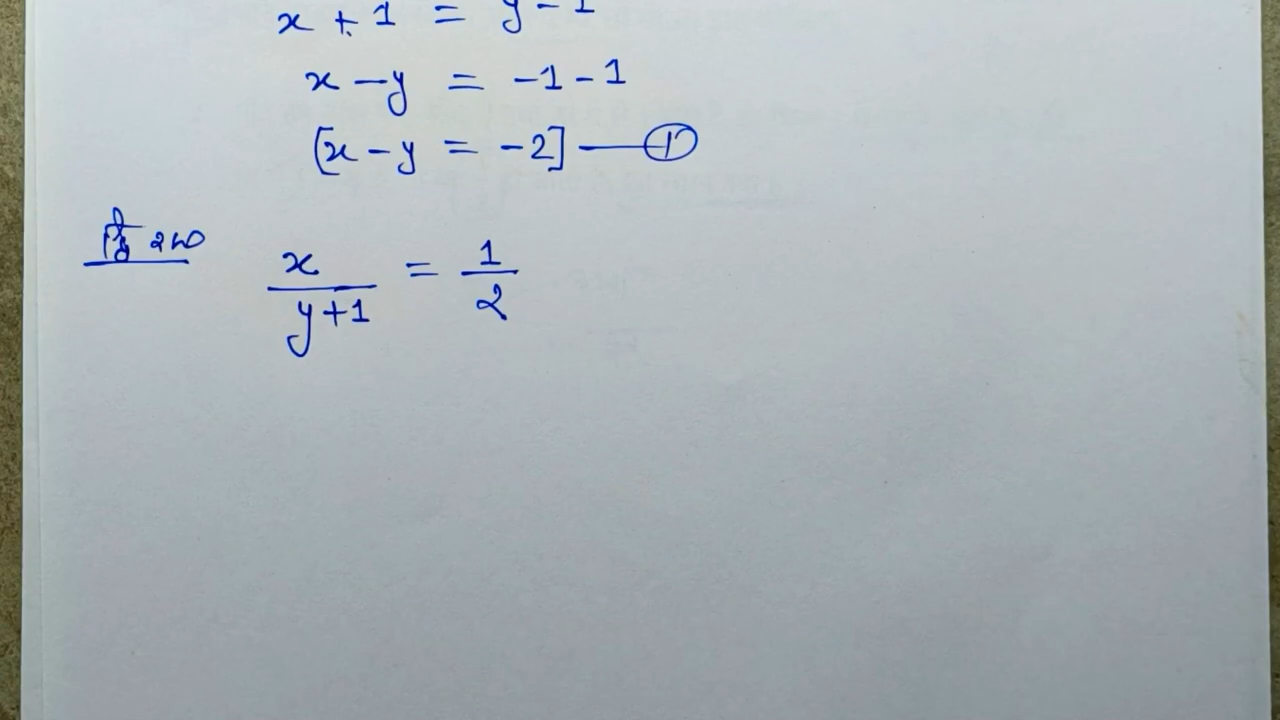 x + 1 = y - 1
x - y = -1 - 1
[x - y = -2] — ①
x / y+1 = 1 / 2